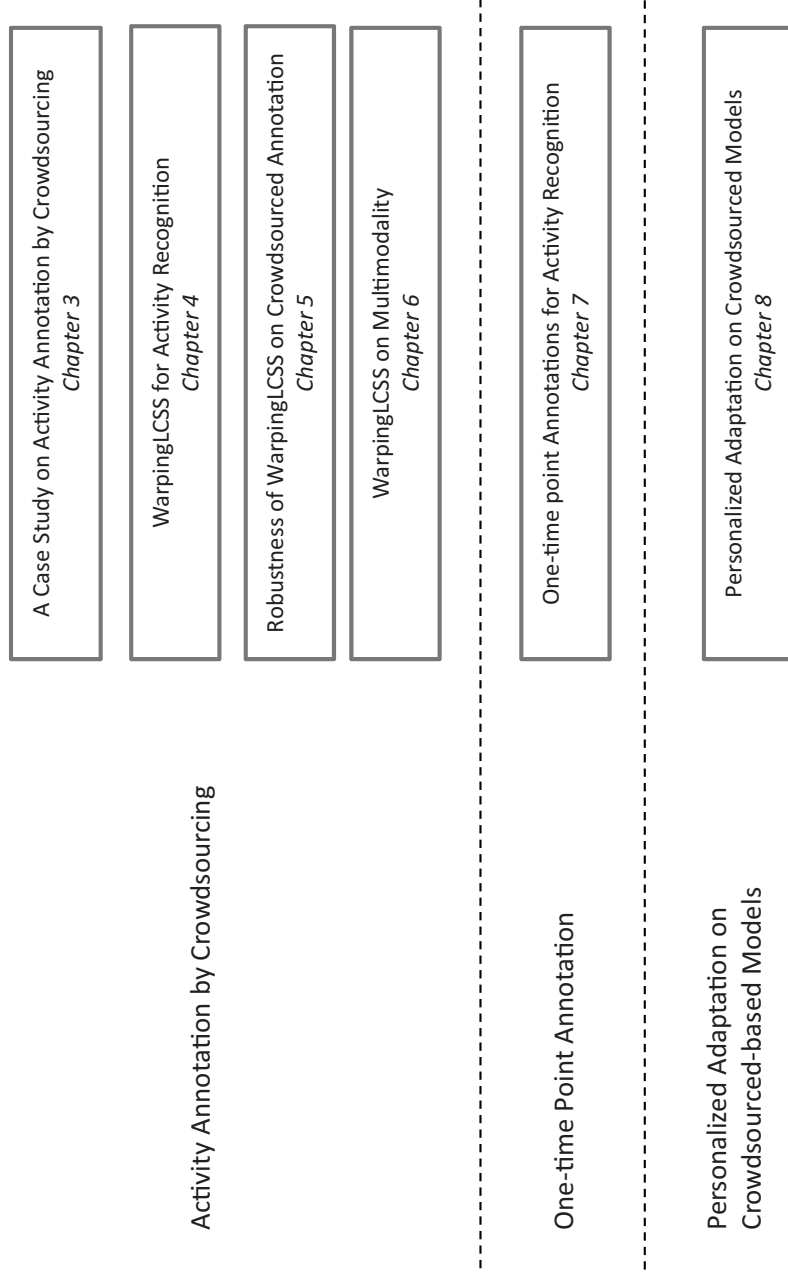 Activity Annotation by Crowdsourcing
A Case Study on Activity Annotation by Crowdsourcing
Chapter 3
WarpingLCSS for Activity Recognition
Chapter 4
Robustness of WarpingLCSS on Crowdsourced Annotation
Chapter 5
WarpingLCSS on Multimodality
Chapter 6
One-time Point Annotation
One-time point Annotations for Activity Recognition
Chapter 7
Personalized Adaptation on
Crowdsourced-based Models
Personalized Adaptation on Crowdsourced Models
Chapter 8